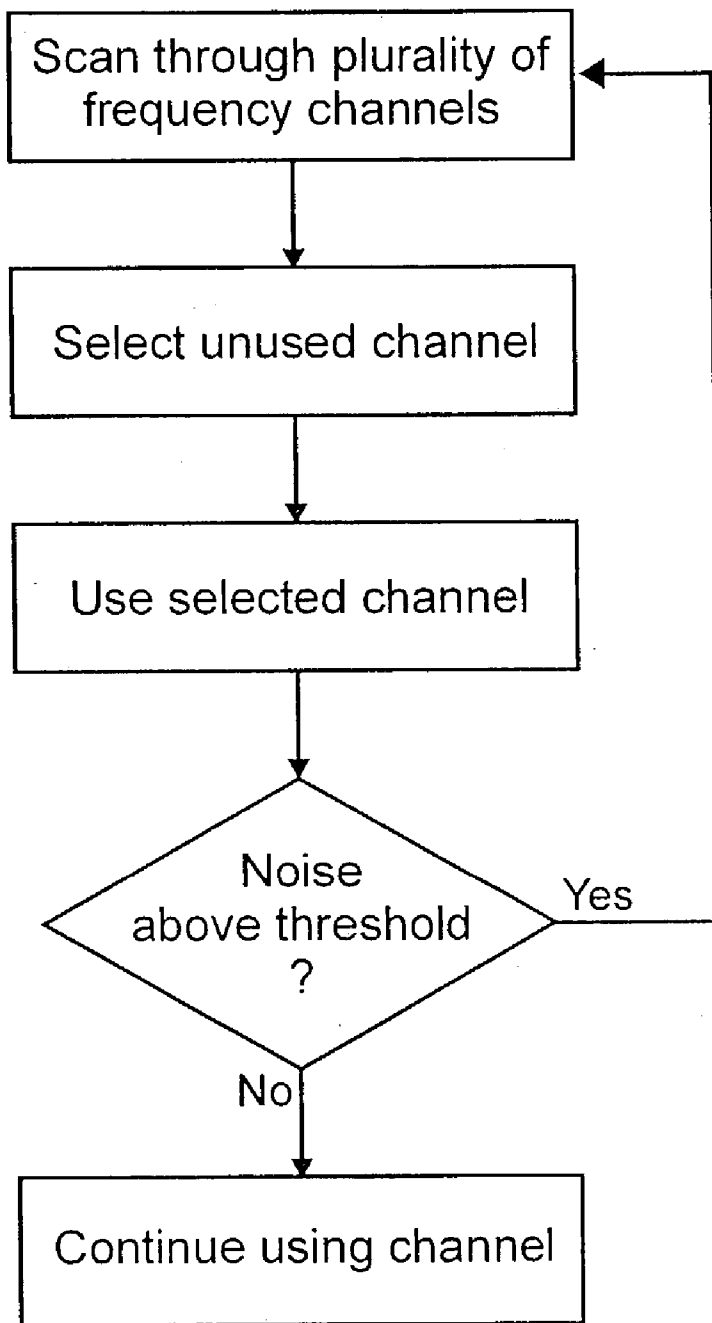 Scan through plurality of
frequency channels
Select unused channel
Use selected channel
Noise
above threshold
?
Yes
No
Continue using channel